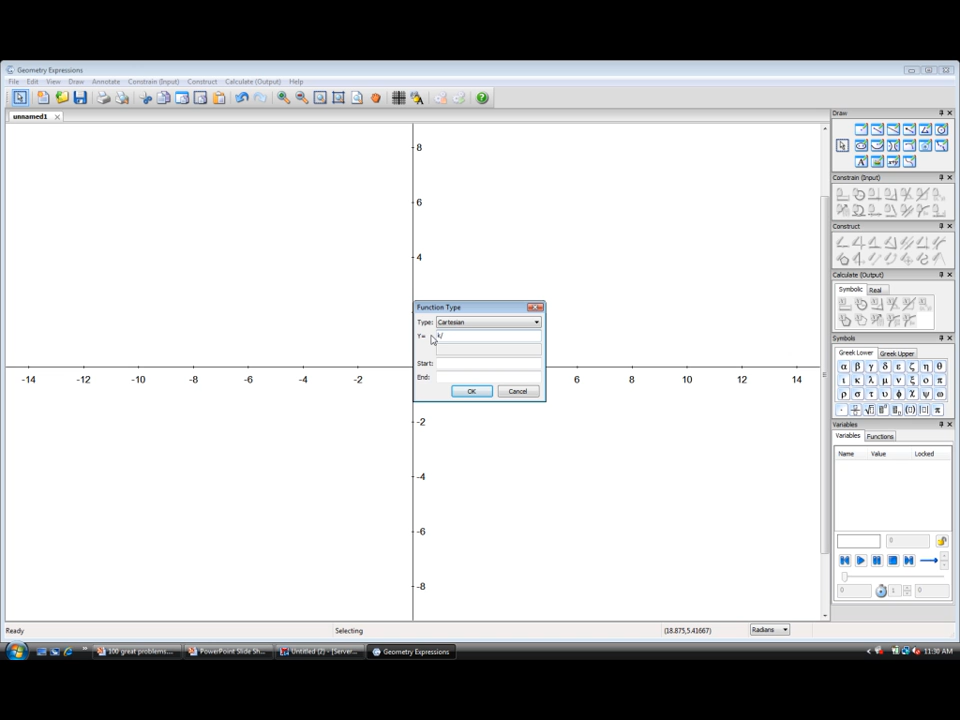 Geometry Expressions
File Edit View Draw Annotate Constrain (Input) Construct Calculate (Output) Help
unnamed1
8
6
4
-2
-4
-6
-8
-14 -12 -10 -8 -6 -4 -2
6 8 10 12 14
Function Type
Type: Cartesian
Y= k/
Start:
End:
OK Cancel
Draw
Constrain (Input)
Construct
Calculate (Output)
Symbolic Real
Symbols
Greek Lower Greek Upper
α β γ δ ε ζ η θ
ι κ λ μ ν ξ ο π
ρ σ τ υ ϕ χ ψ ω
Variables
Variables Functions
Name Value Locked
0
0 1 0
Ready Selecting (18.875,5.41667) Radians
100 great problems... PowerPoint Slide Sh... Untitled (2) - [Server... Geometry Expressions 11:30 AM